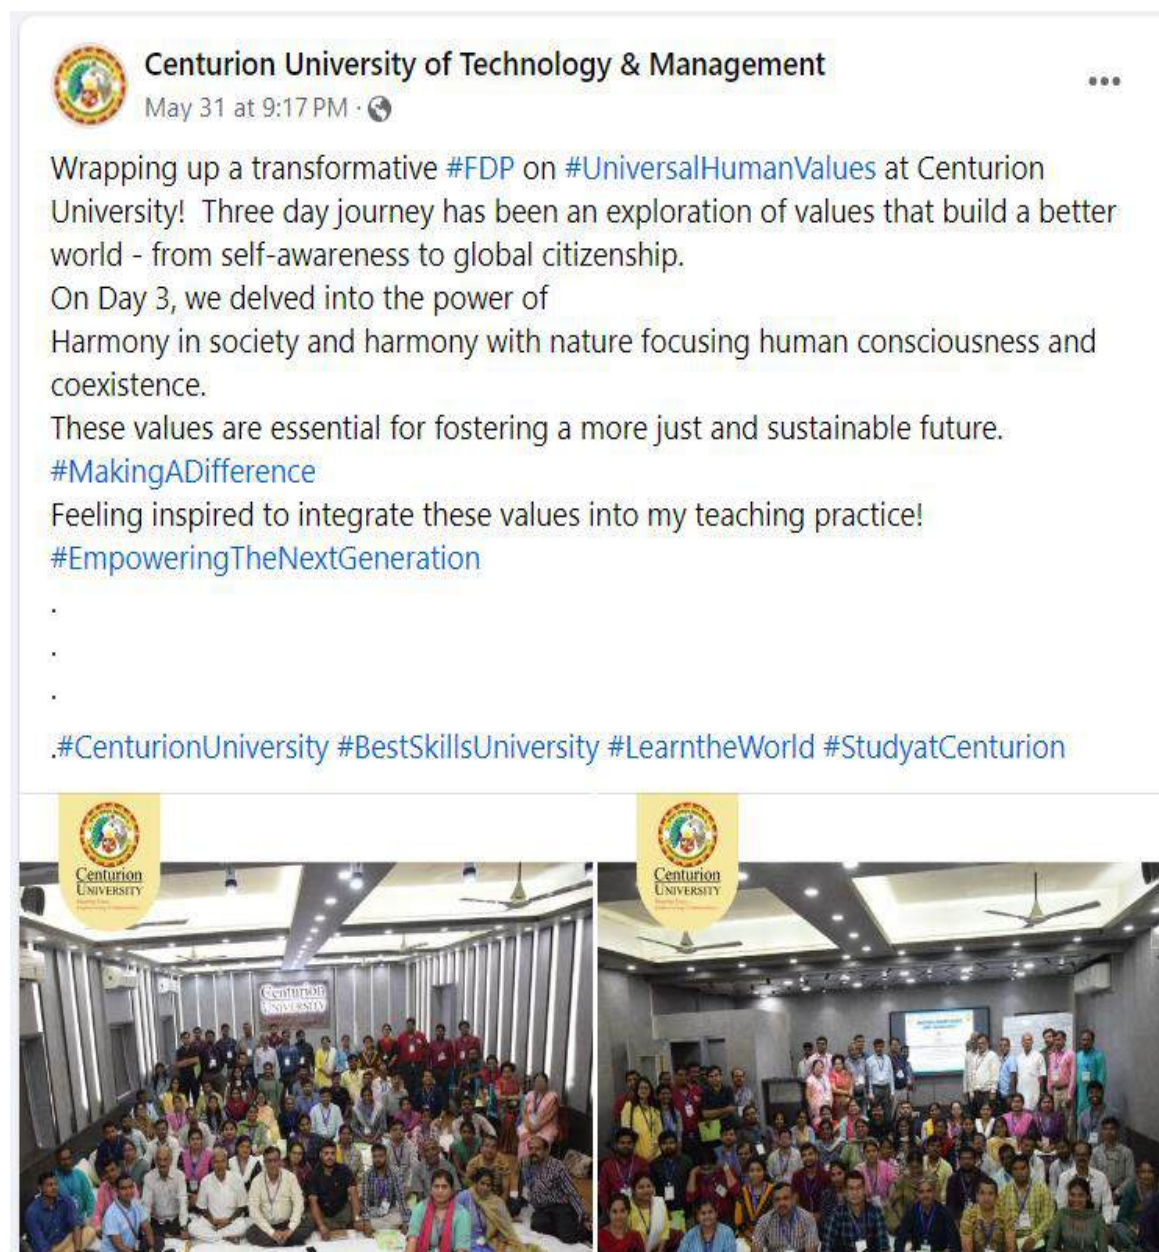 Centurion University of Technology & Management
May 31 at 9:17 PM ·
Wrapping up a transformative #FDP on #UniversalHumanValues at Centurion
University!  Three day journey has been an exploration of values that build a better
world - from self-awareness to global citizenship.
On Day 3, we delved into the power of
Harmony in society and harmony with nature focusing human consciousness and
coexistence.
These values are essential for fostering a more just and sustainable future.
#MakingADifference
Feeling inspired to integrate these values into my teaching practice!
#EmpoweringTheNextGeneration
.
.
.
.#CenturionUniversity #BestSkillsUniversity #LearntheWorld #StudyatCenturion
Centurion
UNIVERSITY
Centurion
UNIVERSITY
Centurion
UNIVERSITY